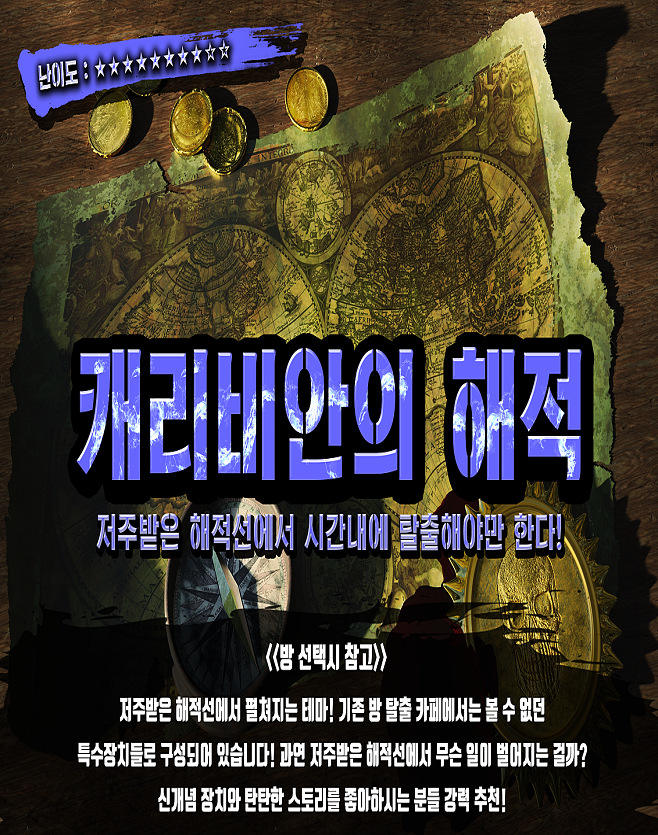 난이도 : ★★★★★★★★☆☆
캐리비안의 해적
저주받은 해적선에서 시간내에 탈출해야만 한다!
《방 선택시 참고》
저주받은 해적선에서 펼쳐지는 테마! 기존 방 탈출 카페에서는 볼 수 없던
특수장치들로 구성되어 있습니다! 과연 저주받은 해적선에서 무슨 일이 벌어지는 걸까?
신개념 장치와 탄탄한 스토리를 좋아하시는 분들 강력 추천!